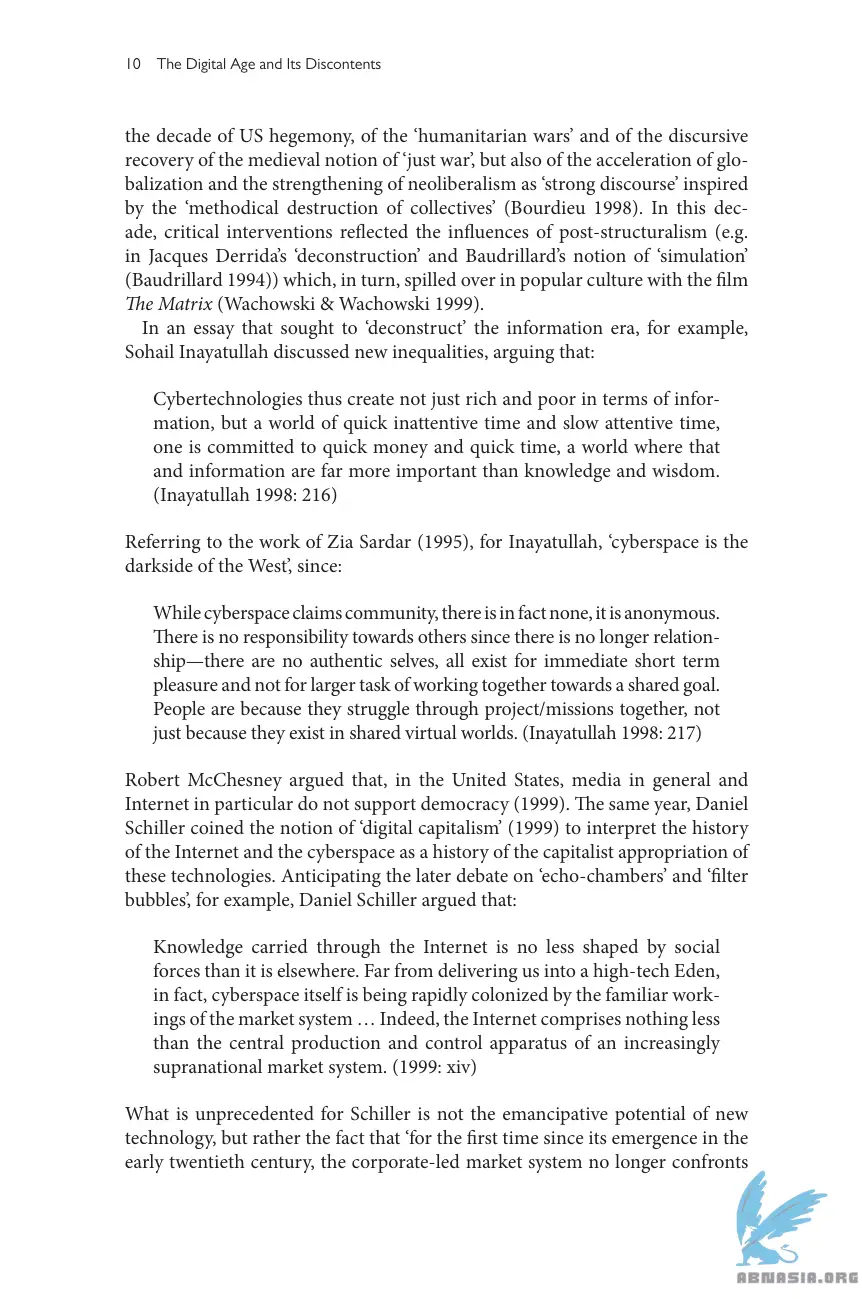 10 The Digital Age and Its Discontents
the decade of US hegemony, of the ‘humanitarian wars’ and of the discursive
recovery of the medieval notion of ‘just war’, but also of the acceleration of glo-
balization and the strengthening of neoliberalism as ‘strong discourse’ inspired
by the ‘methodical destruction of collectives’ (Bourdieu 1998). In this dec-
ade, critical interventions reflected the influences of post-structuralism (e.g.
in Jacques Derrida’s ‘deconstruction’ and Baudrillard’s notion of ‘simulation’
(Baudrillard 1994)) which, in turn, spilled over in popular culture with the film
The Matrix (Wachowski & Wachowski 1999).
In an essay that sought to ‘deconstruct’ the information era, for example,
Sohail Inayatullah discussed new inequalities, arguing that:
Cybertechnologies thus create not just rich and poor in terms of infor-
mation, but a world of quick inattentive time and slow attentive time,
one is committed to quick money and quick time, a world where that
and information are far more important than knowledge and wisdom.
(Inayatullah 1998: 216)
Referring to the work of Zia Sardar (1995), for Inayatullah, ‘cyberspace is the
darkside of the West’, since:
While cyberspace claims community, there is in fact none, it is anonymous.
There is no responsibility towards others since there is no longer relation-
ship—there are no authentic selves, all exist for immediate short term
pleasure and not for larger task of working together towards a shared goal.
People are because they struggle through project/missions together, not
just because they exist in shared virtual worlds. (Inayatullah 1998: 217)
Robert McChesney argued that, in the United States, media in general and
Internet in particular do not support democracy (1999). The same year, Daniel
Schiller coined the notion of ‘digital capitalism’ (1999) to interpret the history
of the Internet and the cyberspace as a history of the capitalist appropriation of
these technologies. Anticipating the later debate on ‘echo-chambers’ and ‘filter
bubbles’, for example, Daniel Schiller argued that:
Knowledge carried through the Internet is no less shaped by social
forces than it is elsewhere. Far from delivering us into a high-tech Eden,
in fact, cyberspace itself is being rapidly colonized by the familiar work-
ings of the market system … Indeed, the Internet comprises nothing less
than the central production and control apparatus of an increasingly
supranational market system. (1999: xiv)
What is unprecedented for Schiller is not the emancipative potential of new
technology, but rather the fact that ‘for the first time since its emergence in the
early twentieth century, the corporate-led market system no longer confronts
ABNASIA.ORG